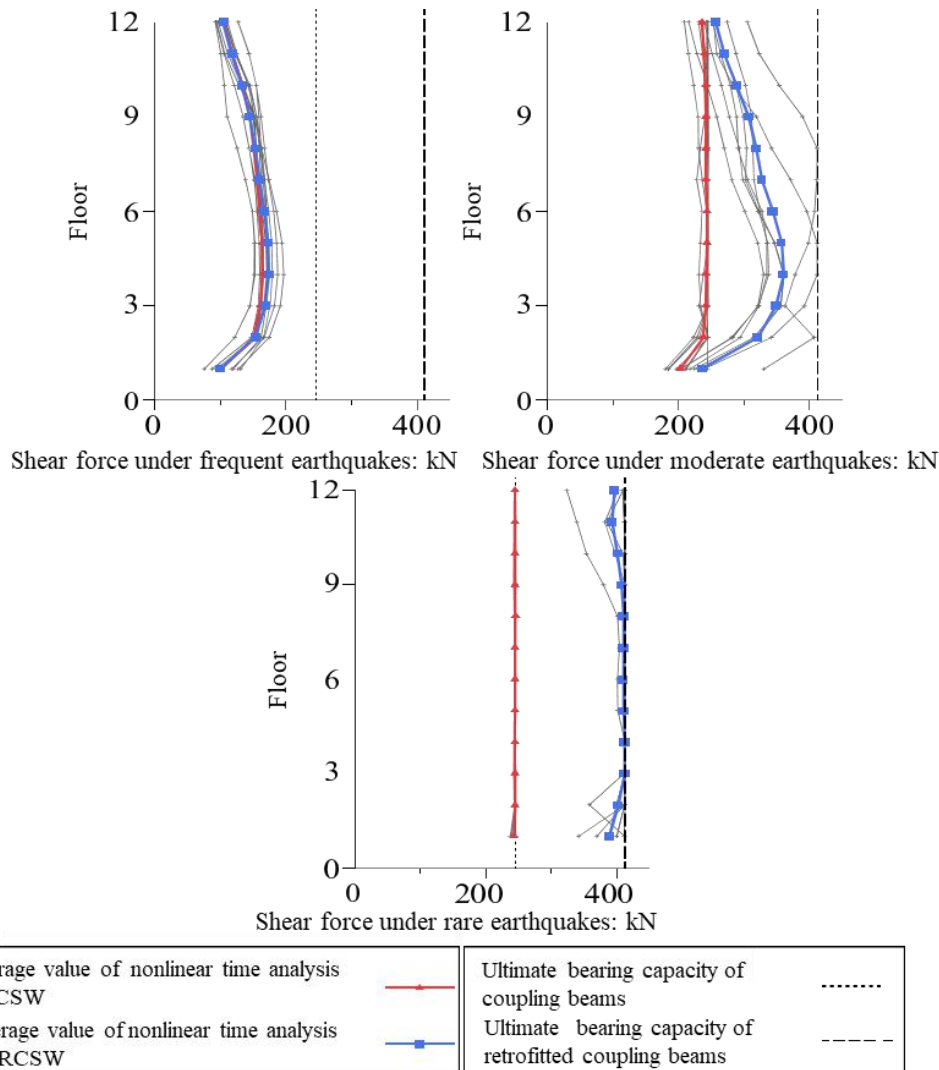 12
9
6
3
0
Floor
0
200
400
Shear force under frequent earthquakes: kN
12
9
6
3
0
Floor
0
200
400
Shear force under moderate earthquakes: kN
12
9
6
3
0
Floor
0
200
400
Shear force under rare earthquakes: kN
rage value of nonlinear time analysis
CSW
erage value of nonlinear time analysis
RCSW
Ultimate bearing capacity of
coupling beams
Ultimate bearing capacity of
retrofitted coupling beams